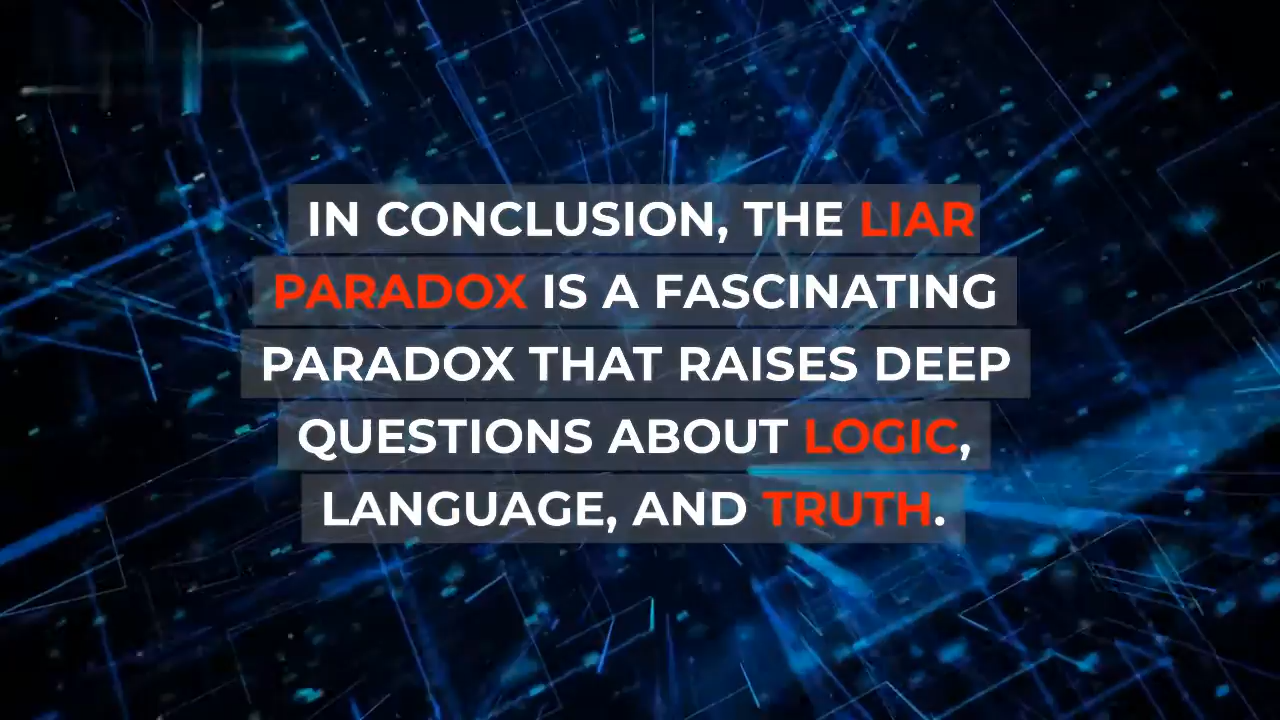 IN CONCLUSION, THE LIAR
PARADOX IS A FASCINATING
PARADOX THAT RAISES DEEP
QUESTIONS ABOUT LOGIC,
LANGUAGE, AND TRUTH.